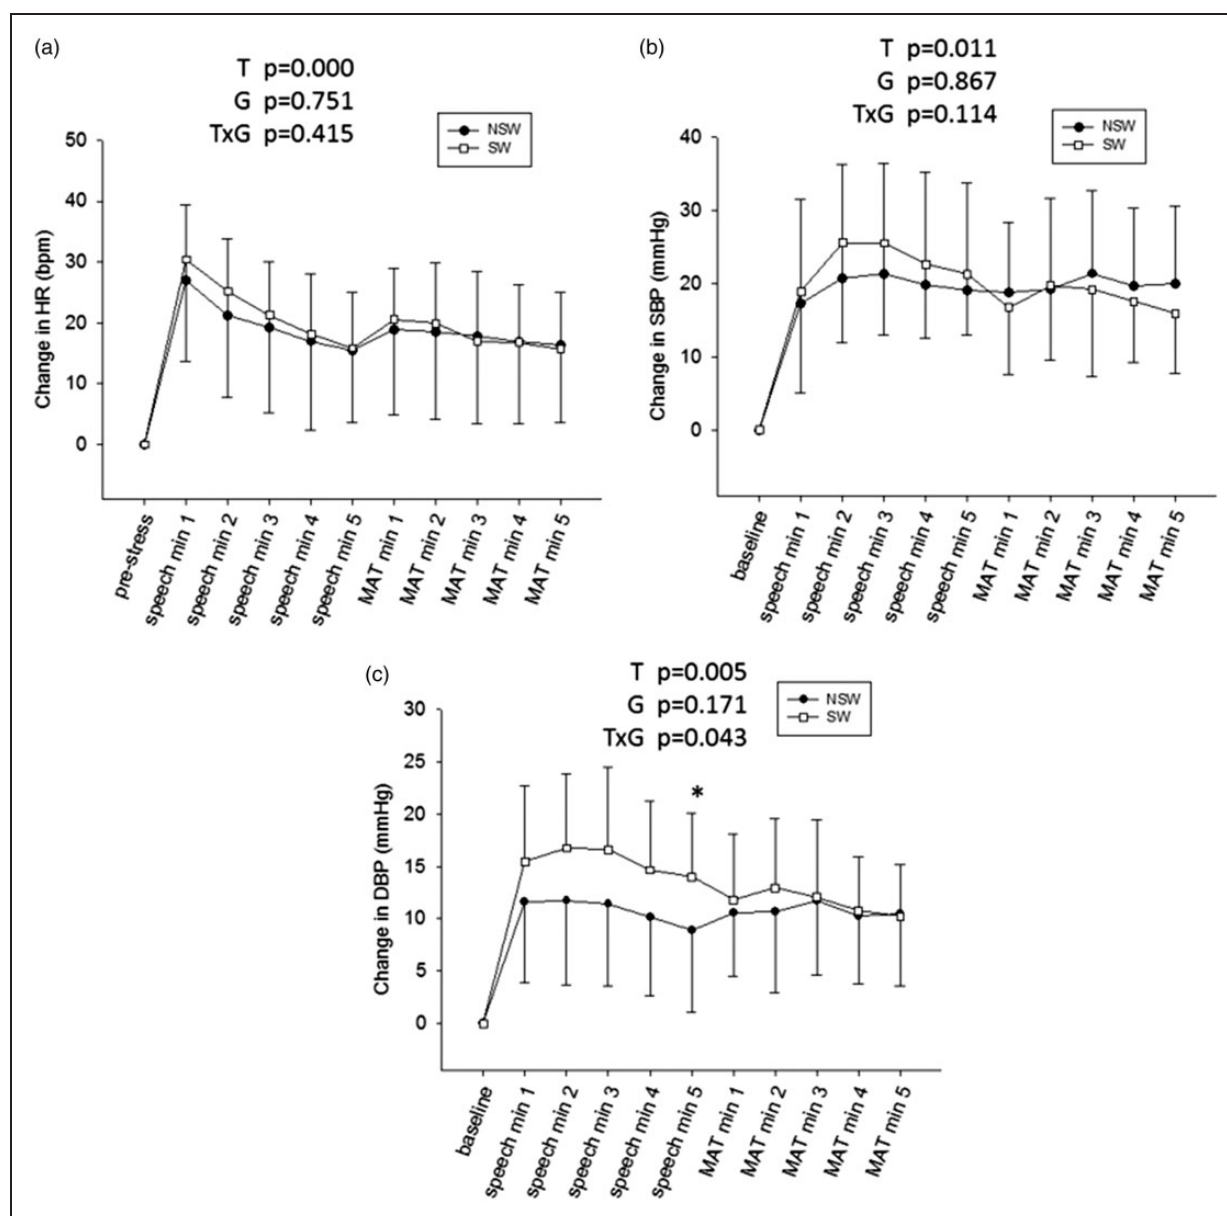 (a)
T p=0.000
G p=0.751
TxG p=0.415
NSW
SW
50
40
30
20
10
0
Change in HR (bpm)
pre-stress
speech min 1
speech min 2
speech min 3
speech min 4
speech min 5
MAT min 1
MAT min 2
MAT min 3
MAT min 4
MAT min 5
(b)
T p=0.011
G p=0.867
TxG p=0.114
NSW
SW
40
30
20
10
0
Change in SBP (mmHg)
baseline
speech min 1
speech min 2
speech min 3
speech min 4
speech min 5
MAT min 1
MAT min 2
MAT min 3
MAT min 4
MAT min 5
(c)
T p=0.005
G p=0.171
TxG p=0.043
NSW
SW
30
25
20
15
10
5
0
*
Change in DBP (mmHg)
baseline
speech min 1
speech min 2
speech min 3
speech min 4
speech min 5
MAT min 1
MAT min 2
MAT min 3
MAT min 4
MAT min 5